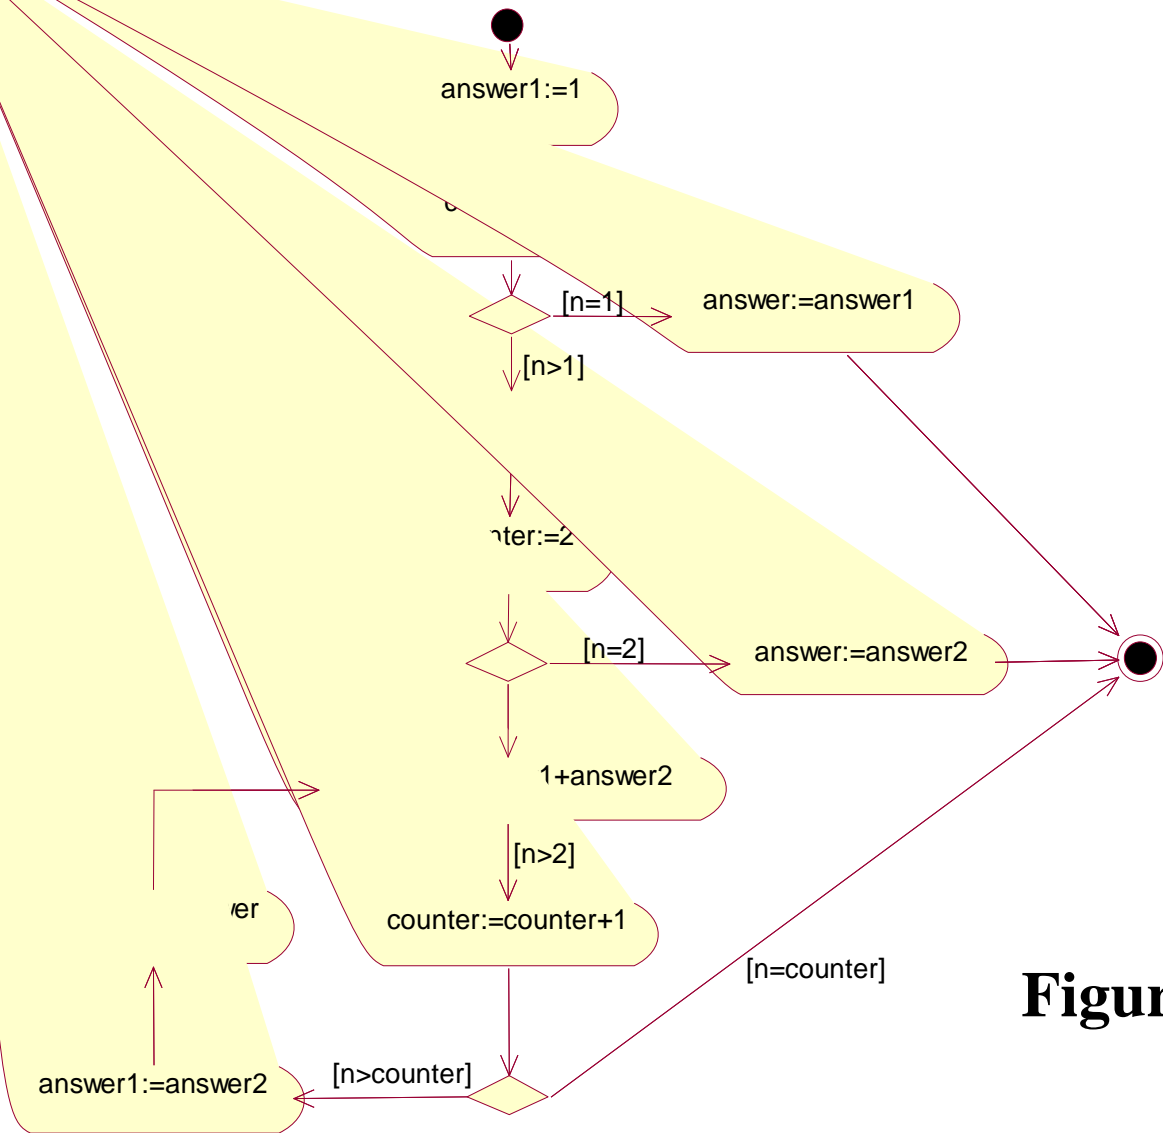 answer1:=1
[n=1]
answer:=answer1
[n>1]
[n=2]
answer:=answer2
1+answer2
[n>2]
counter:=counter+1
[n=counter]
[n>counter]
answer1:=answer2